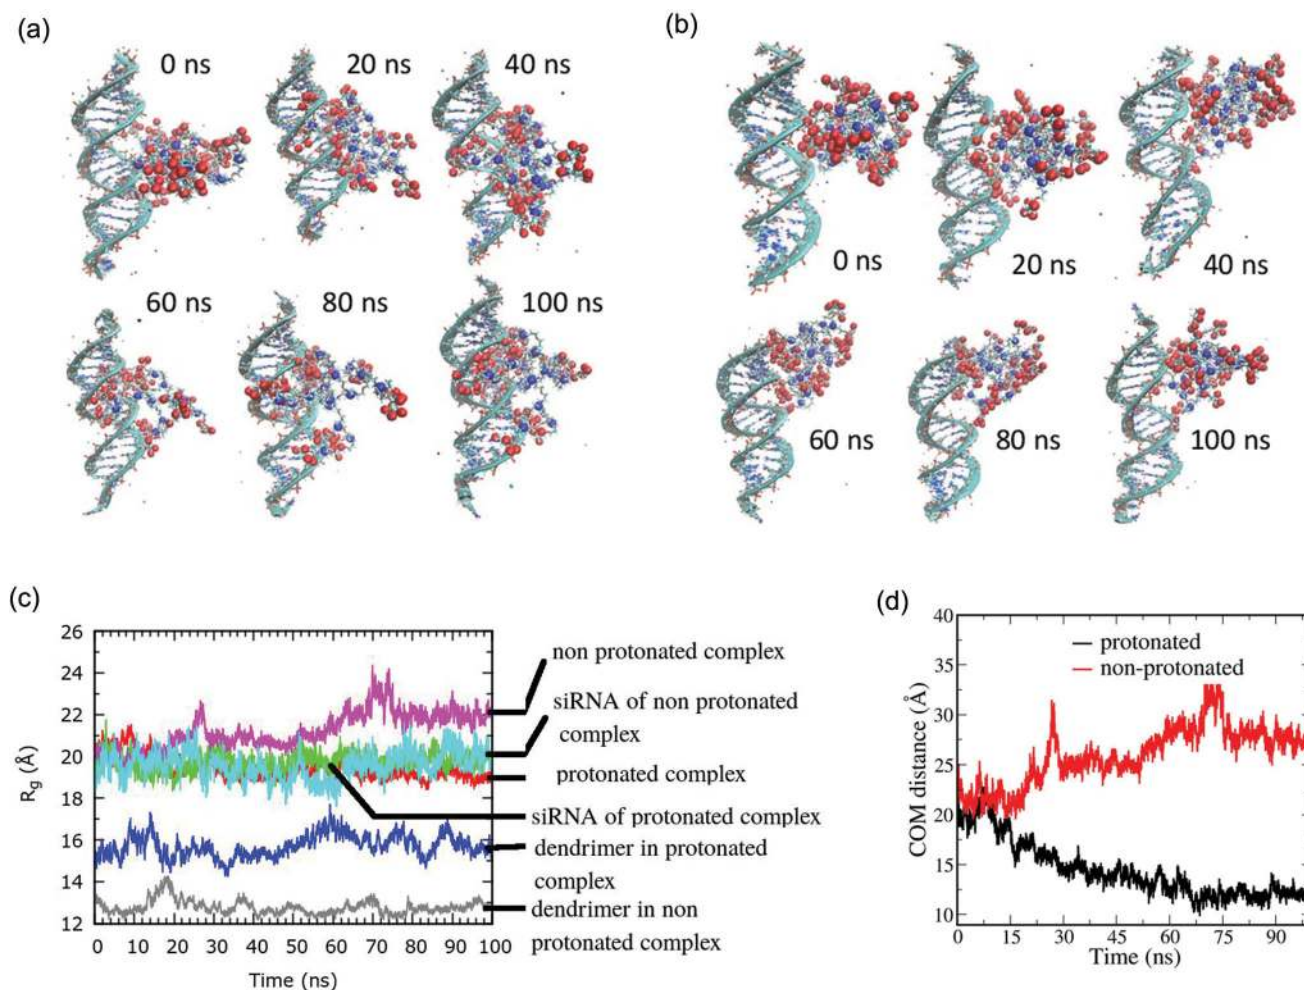 (a)
0 ns
20 ns
40 ns
60 ns
80 ns
100 ns
(b)
0 ns
20 ns
40 ns
60 ns
80 ns
100 ns
(c)
26
24
22
20
18
16
14
12
Rg (Å)
0 10 20 30 40 50 60 70 80 90 100
Time (ns)
non protonated complex
siRNA of non protonated
complex
protonated complex
siRNA of protonated complex
dendrimer in protonated
complex
dendrimer in non
protonated complex
(d)
40
35
30
25
20
15
10
COM distance (Å)
protonated
non-protonated
0 15 30 45 60 75 90
Time (ns)